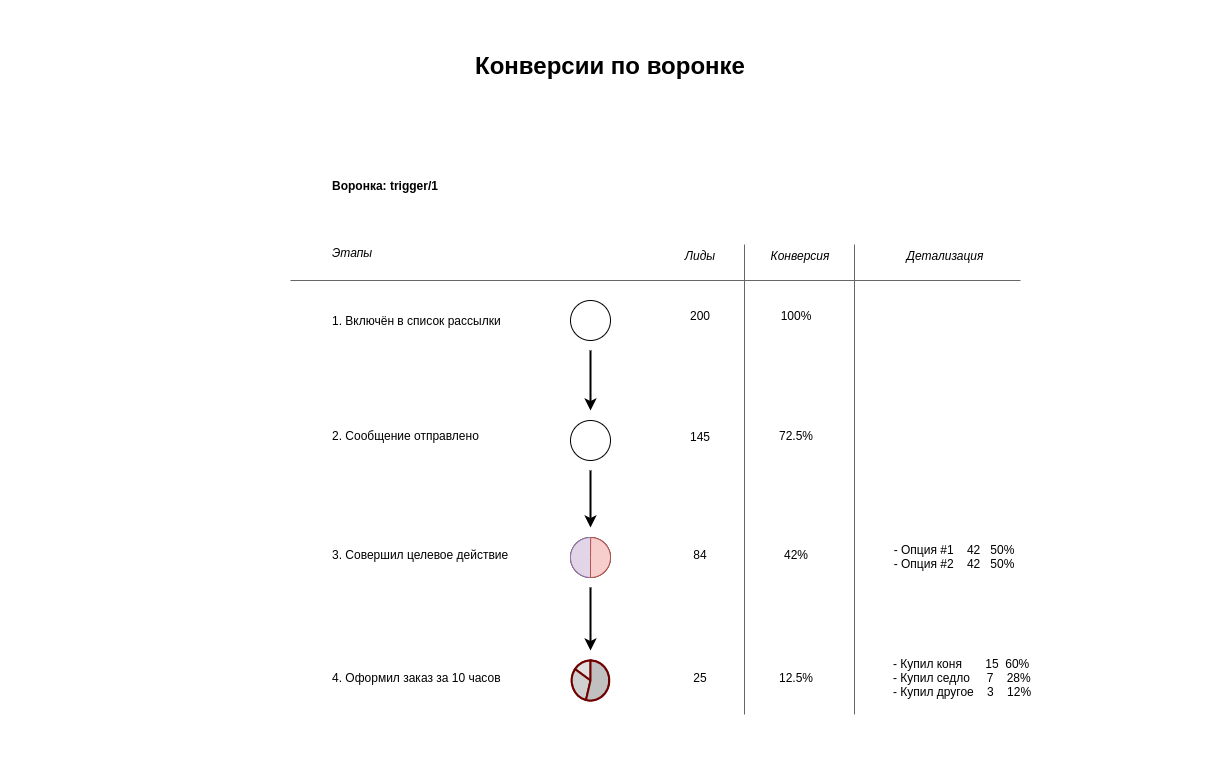 Конверсии по воронке
Воронка: trigger/1
Этапы Лиды Конверсия Детализация
1. Включён в список рассылки 200 100%
2. Сообщение отправлено 145 72.5%
3. Совершил целевое действие 84 42%
- Опция #1 42 50%
- Опция #2 42 50%
4. Оформил заказ за 10 часов 25 12.5%
- Купил коня 15 60%
- Купил седло 7 28%
- Купил другое 3 12%